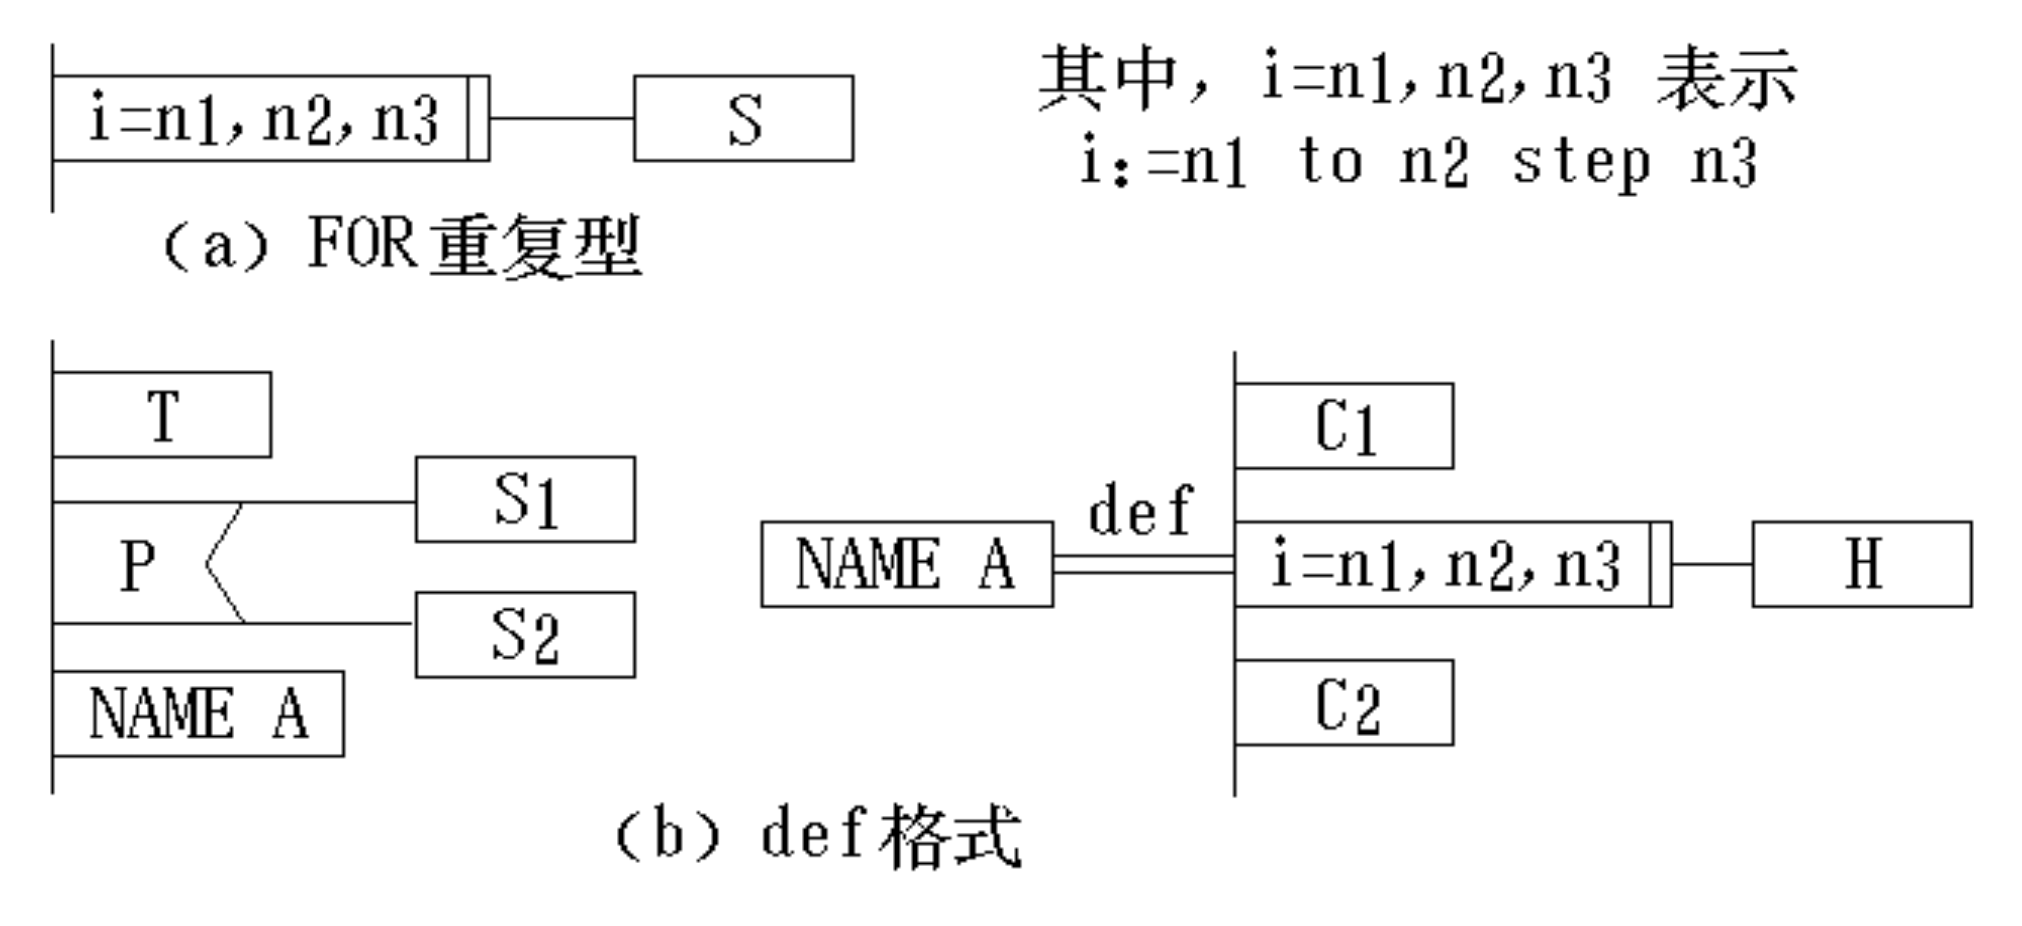 i=n1,n2,n3
S
其中，i=n1,n2,n3 表示
i:=n1 to n2 step n3
（a）FOR重复型
T
S1
P
S2
NAME A
NAME A
def
C1
i=n1,n2,n3
H
C2
（b）def格式